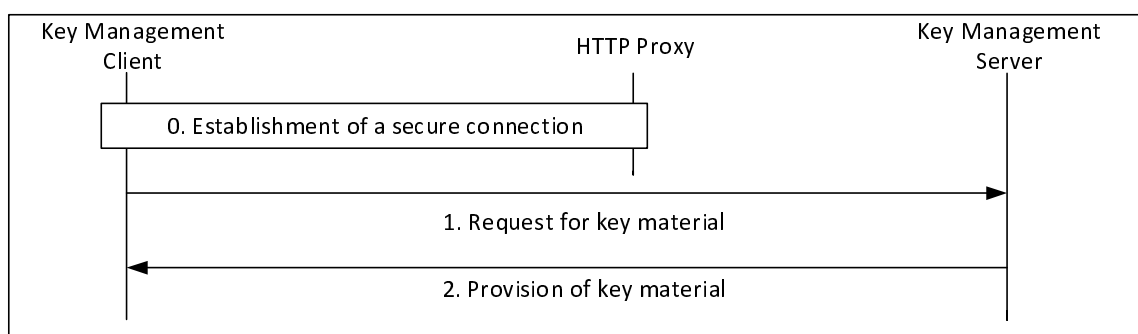 Key Management
Client
HTTP Proxy
Key Management
Server
0. Establishment of a secure connection
1. Request for key material
2. Provision of key material